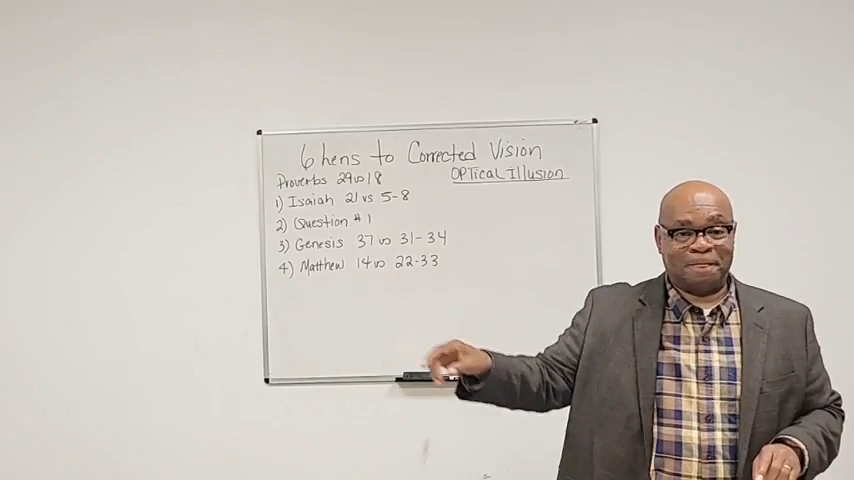 6 hens to Corrected Vision
Proverbs 29 vs 18
OPTical Illusion
1) Isaiah 21 vs 5-8
2) Question #1
3) Genesis 37 vs 31-34
4) Matthew 14 vs 22-33